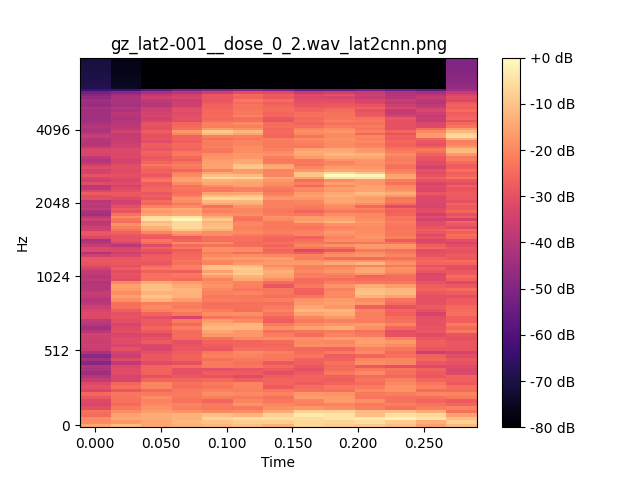 gz_lat2-001__dose_0_2.wav_lat2cnn.png
Hz
4096
2048
1024
512
0
0.000 0.050 0.100 0.150 0.200 0.250
Time
+0 dB
-10 dB
-20 dB
-30 dB
-40 dB
-50 dB
-60 dB
-70 dB
-80 dB